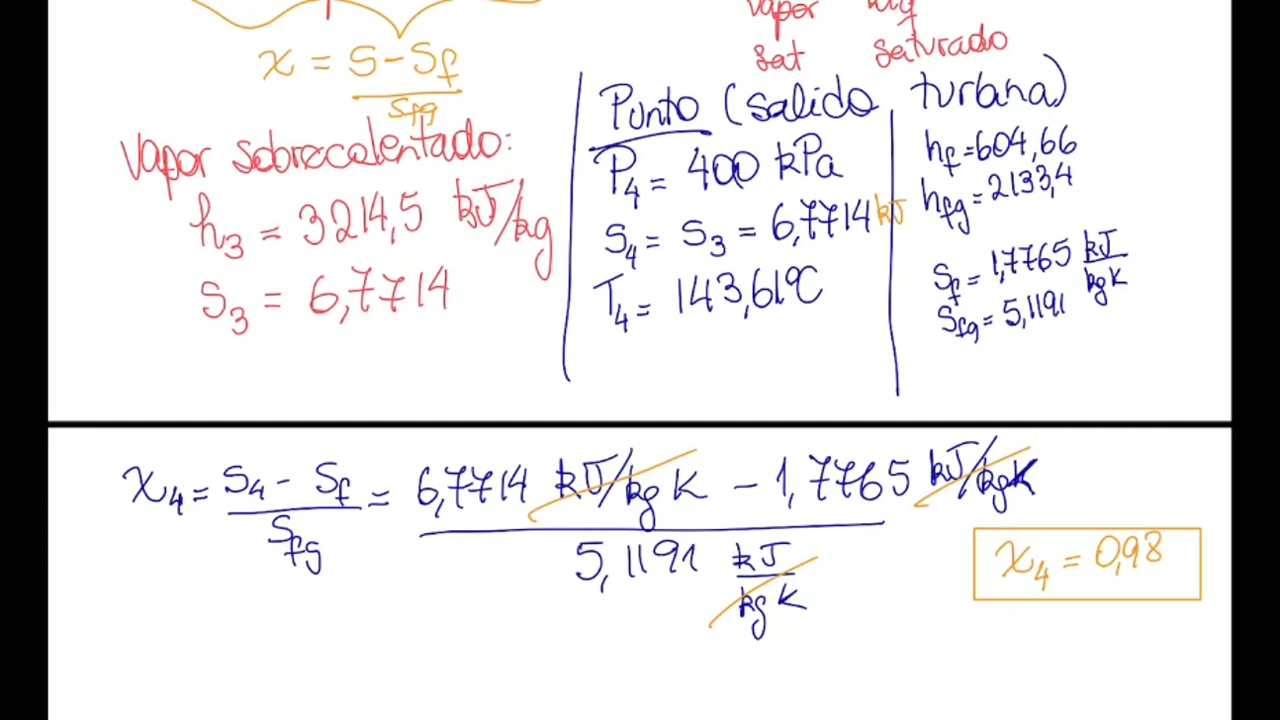 vapor
sat saturado
x = S - Sf
Sfg
Vapor sobrecalentado:
h3 = 3214,5 kJ/kg
S3 = 6,7714
Punto (salida turbina)
P4 = 400 kPa
S4 = S3 = 6,7714 kJ
T4 = 143,61°C
hf = 604,66
hfg = 2133,4
Sf = 1,7765 kJ/kg K
Sfg = 5,1191
x4 = S4 - Sf = 6,7714 kJ/kg K - 1,7765 kJ/kg K
Sfg 5,1191 kJ/kg K
x4 = 0,98